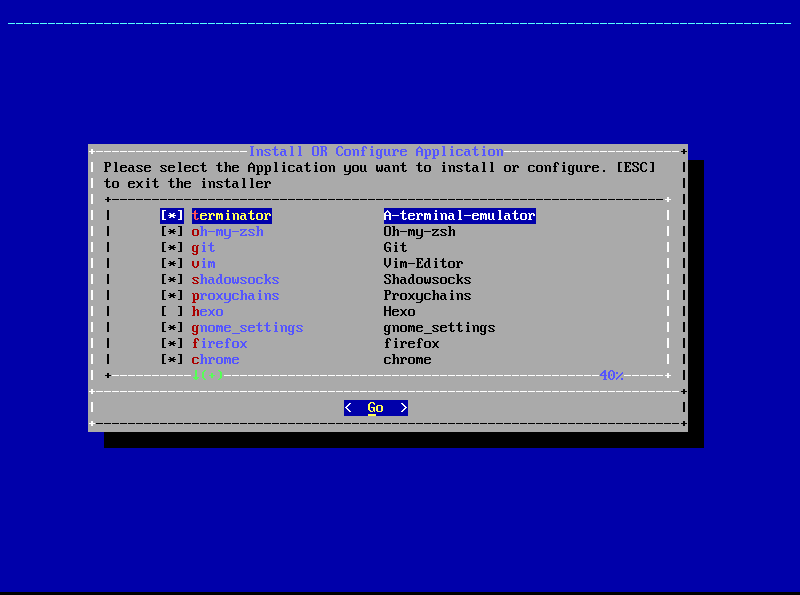 Install OR Configure Application
Please select the Application you want to install or configure. [ESC]
to exit the installer
[*] terminator A-terminal-emulator
[*] oh-my-zsh Oh-my-zsh
[*] git Git
[*] vim Vim-Editor
[*] shadowsocks Shadowsocks
[*] proxychains Proxychains
[ ] hexo Hexo
[*] gnome_settings gnome_settings
[*] firefox firefox
[*] chrome chrome
40%
< Go >